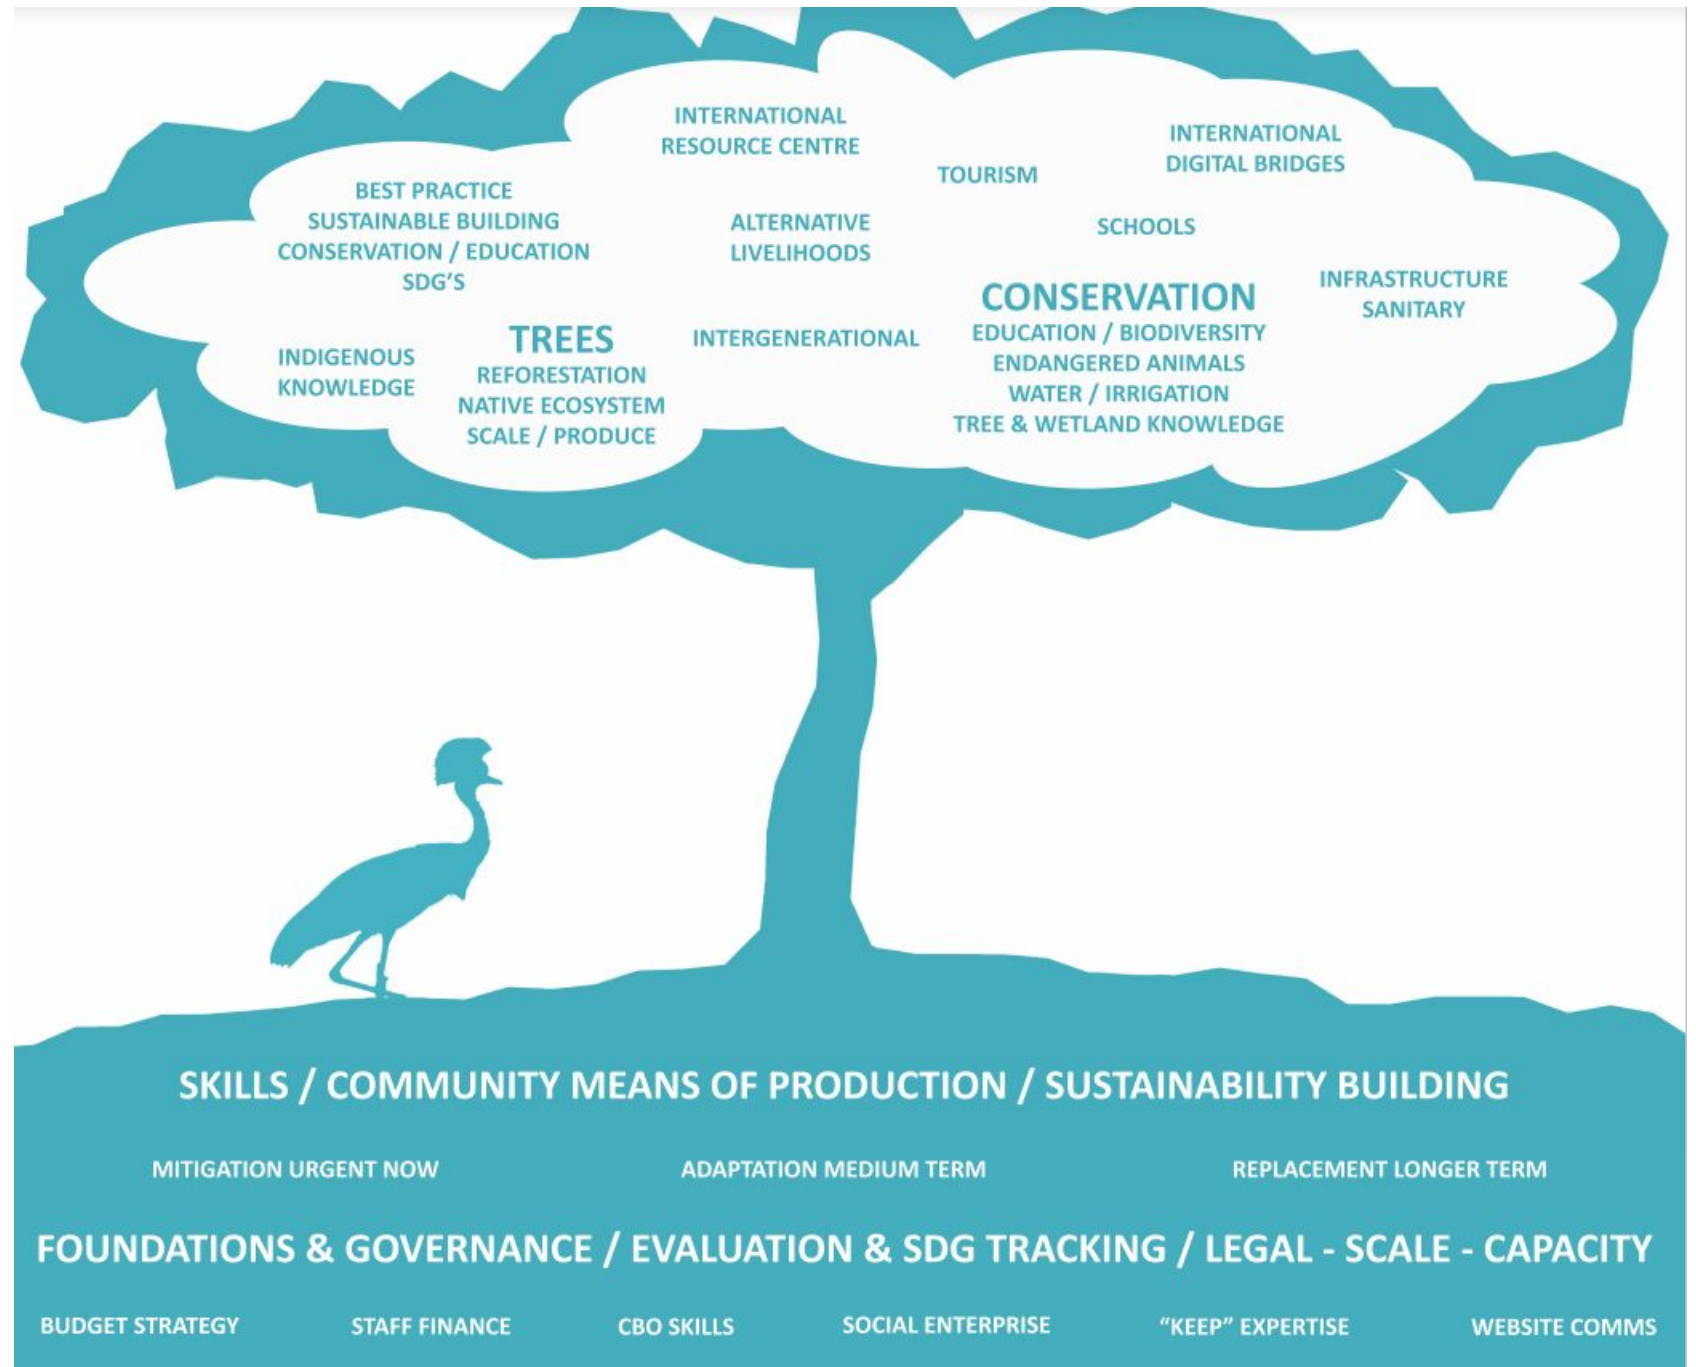 INTERNATIONAL
RESOURCE CENTRE
INTERNATIONAL
DIGITAL BRIDGES
TOURISM
BEST PRACTICE
SUSTAINABLE BUILDING
CONSERVATION / EDUCATION
SDG'S
ALTERNATIVE
LIVELIHOODS
SCHOOLS
INFRASTRUCTURE
SANITARY
INDIGENOUS
KNOWLEDGE
TREES
REFORESTATION
NATIVE ECOSYSTEM
SCALE / PRODUCE
INTERGENERATIONAL
CONSERVATION
EDUCATION / BIODIVERSITY
ENDANGERED ANIMALS
WATER / IRRIGATION
TREE & WETLAND KNOWLEDGE
SKILLS / COMMUNITY MEANS OF PRODUCTION / SUSTAINABILITY BUILDING
MITIGATION URGENT NOW
ADAPTATION MEDIUM TERM
REPLACEMENT LONGER TERM
FOUNDATIONS & GOVERNANCE / EVALUATION & SDG TRACKING / LEGAL - SCALE - CAPACITY
BUDGET STRATEGY
STAFF FINANCE
CBO SKILLS
SOCIAL ENTERPRISE
“KEEP” EXPERTISE
WEBSITE COMMS